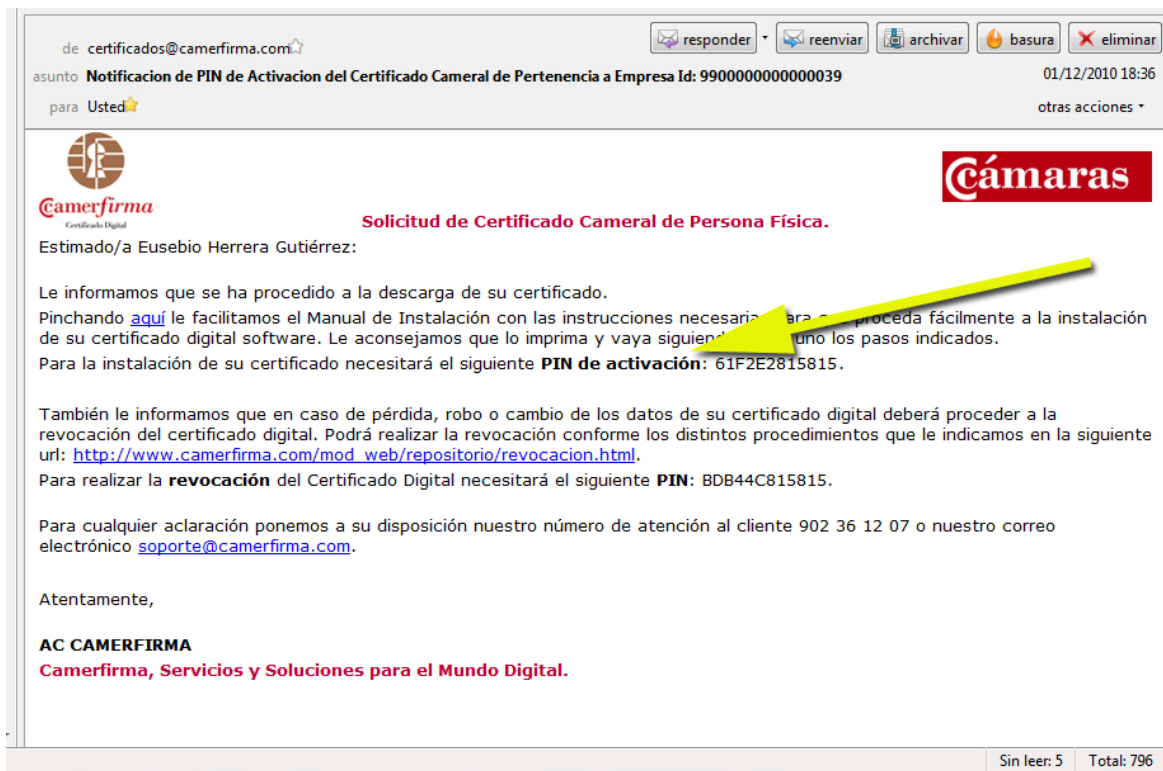 de certificados@camerfirma.com
responder reenviar archivar basura eliminar
asunto Notificacion de PIN de Activacion del Certificado Cameral de Pertenencia a Empresa Id: 9900000000000039
01/12/2010 18:36
para Usted
otras acciones
Camerfirma
Certificado Digital
Cámaras
Solicitud de Certificado Cameral de Persona Física.
Estimado/a Eusebio Herrera Gutiérrez:
Le informamos que se ha procedido a la descarga de su certificado.
Pinchando aquí le facilitamos el Manual de Instalación con las instrucciones necesaria proceda fácilmente a la instalación
de su certificado digital software. Le aconsejamos que lo imprima y vaya siguiend uno los pasos indicados.
Para la instalación de su certificado necesitará el siguiente PIN de activación: 61F2E2815815.
También le informamos que en caso de pérdida, robo o cambio de los datos de su certificado digital deberá proceder a la
revocación del certificado digital. Podrá realizar la revocación conforme los distintos procedimientos que le indicamos en la siguiente
url: http://www.camerfirma.com/mod_web/repositorio/revocacion.html.
Para realizar la revocación del Certificado Digital necesitará el siguiente PIN: BDB44C815815.
Para cualquier aclaración ponemos a su disposición nuestro número de atención al cliente 902 36 12 07 o nuestro correo
electrónico soporte@camerfirma.com.
Atentamente,
AC CAMERFIRMA
Camerfirma, Servicios y Soluciones para el Mundo Digital.
Sin leer: 5 Total: 796